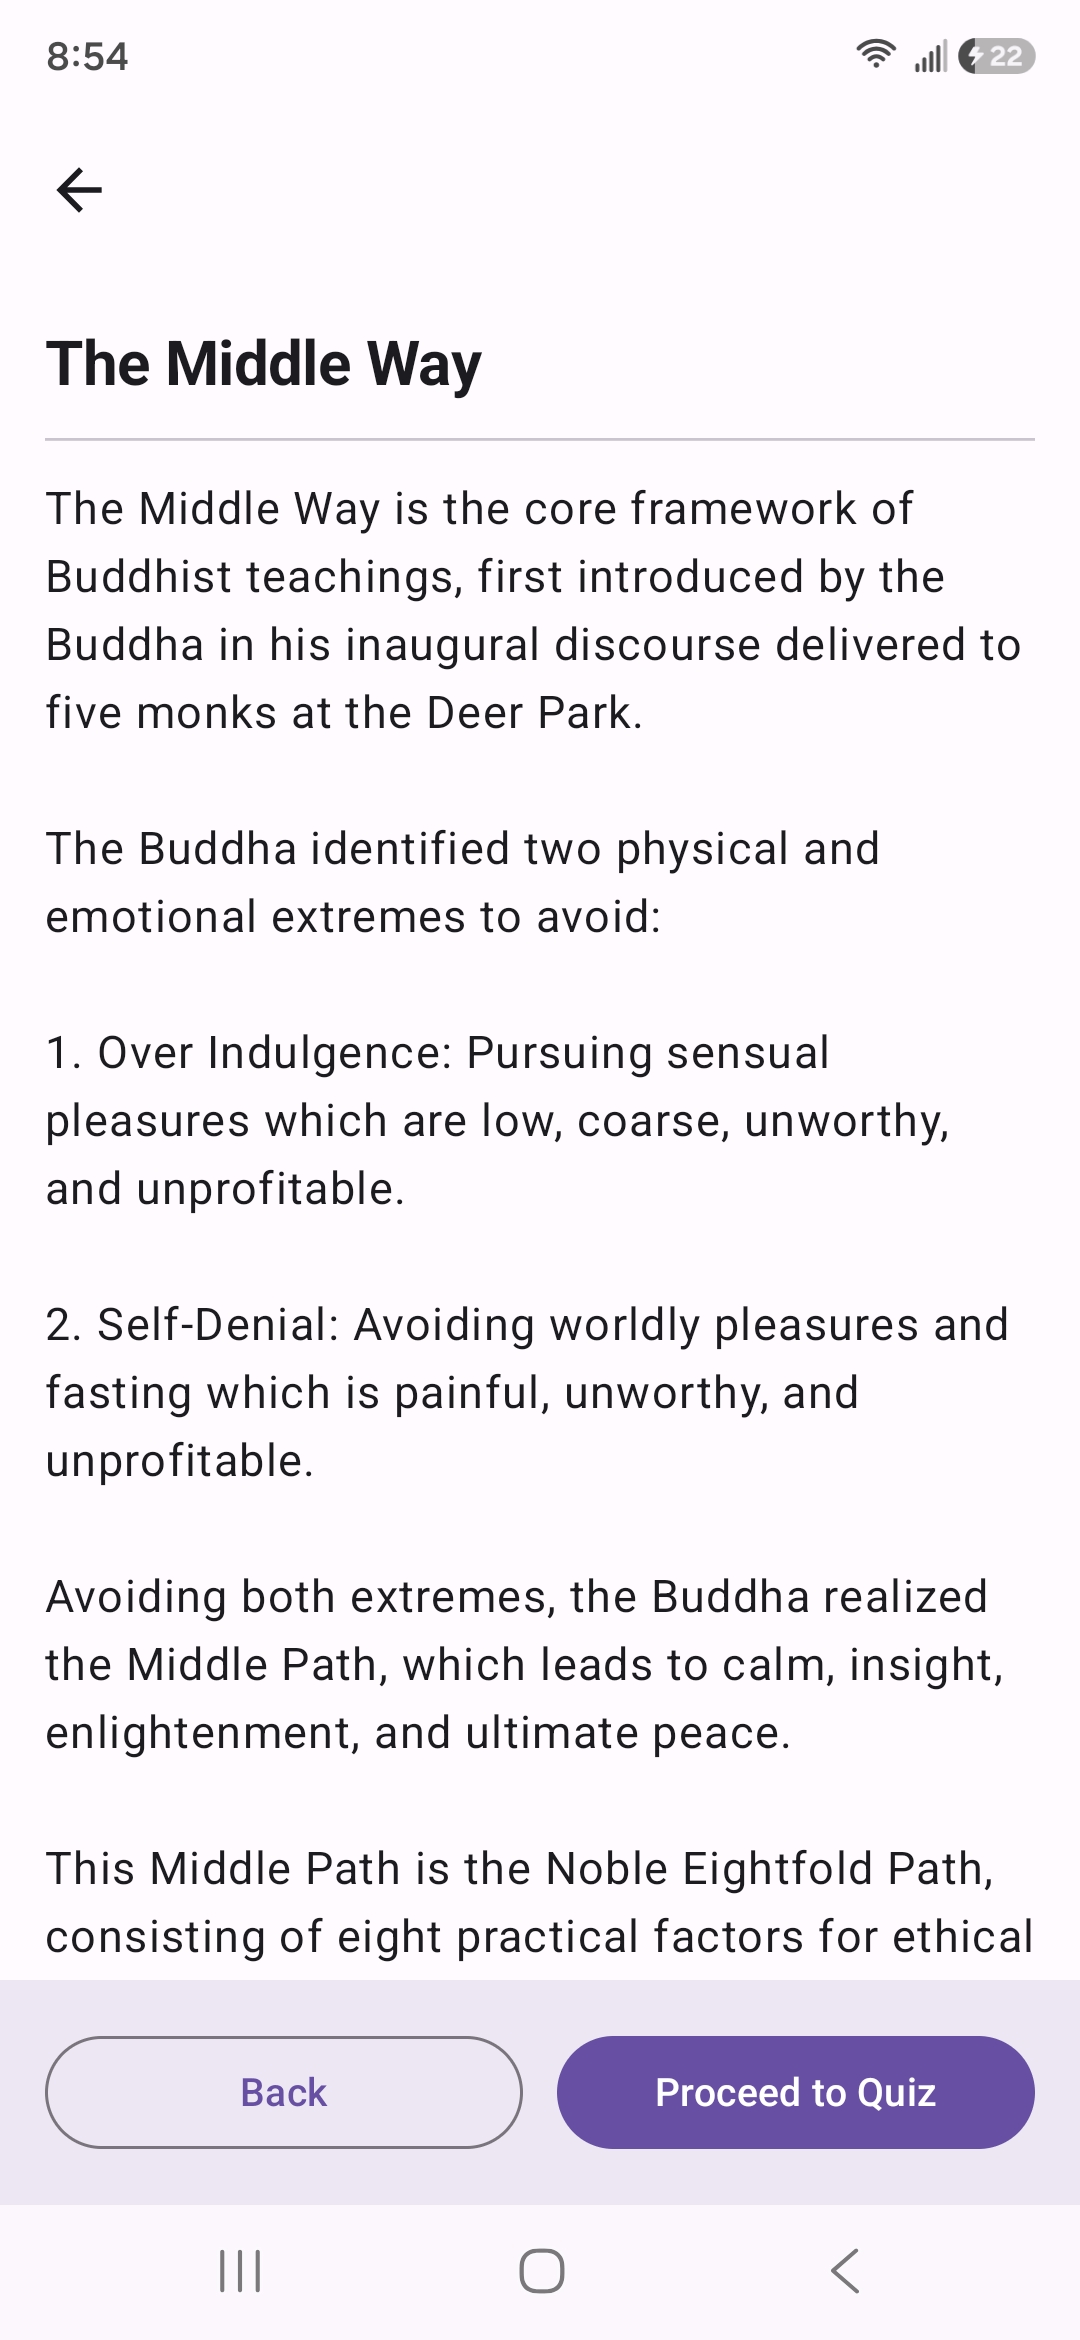 8:54
22
The Middle Way
The Middle Way is the core framework of
Buddhist teachings, first introduced by the
Buddha in his inaugural discourse delivered to
five monks at the Deer Park.
The Buddha identified two physical and
emotional extremes to avoid:
1. Over Indulgence: Pursuing sensual
pleasures which are low, coarse, unworthy,
and unprofitable.
2. Self-Denial: Avoiding worldly pleasures and
fasting which is painful, unworthy, and
unprofitable.
Avoiding both extremes, the Buddha realized
the Middle Path, which leads to calm, insight,
enlightenment, and ultimate peace.
This Middle Path is the Noble Eightfold Path,
consisting of eight practical factors for ethical
Back
Proceed to Quiz